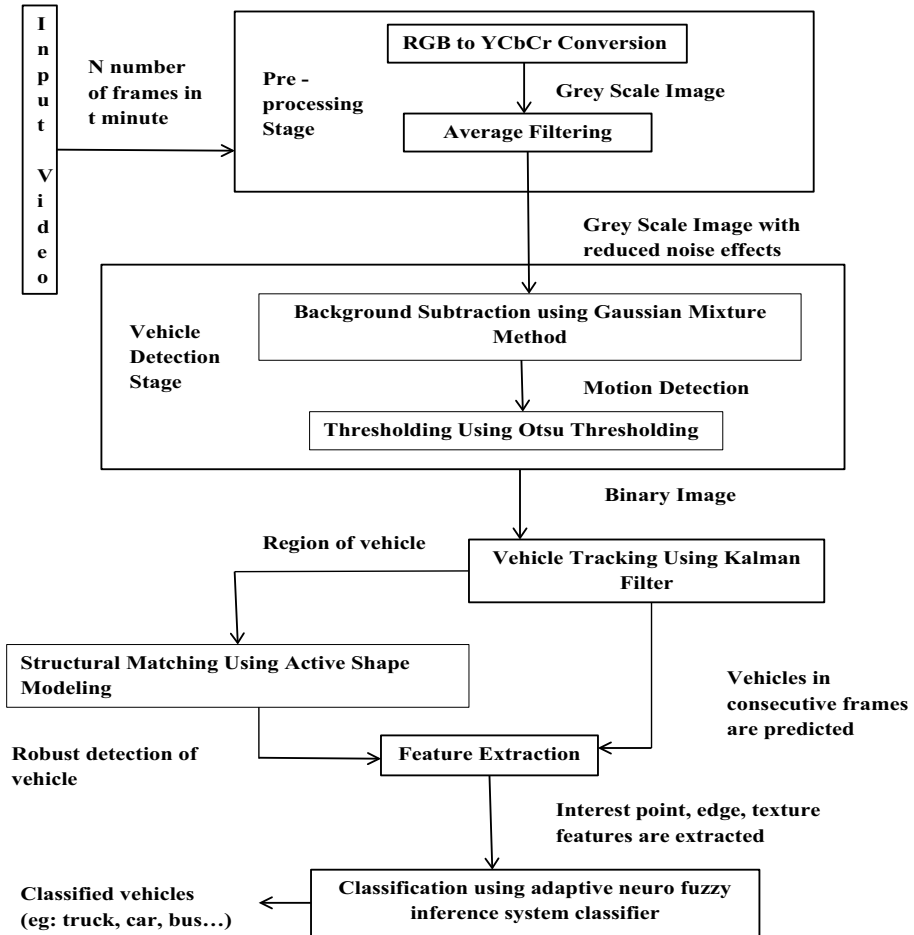 Input Video
N number
of frames in
t minute
Pre -
processing
Stage
RGB to YCbCr Conversion
Grey Scale Image
Average Filtering
Grey Scale Image with
reduced noise effects
Vehicle
Detection
Stage
Background Subtraction using Gaussian Mixture
Method
Motion Detection
Thresholding Using Otsu Thresholding
Binary Image
Region of vehicle
Vehicle Tracking Using Kalman
Filter
Structural Matching Using Active Shape
Modeling
Vehicles in
consecutive frames
are predicted
Robust detection of
vehicle
Feature Extraction
Interest point, edge, texture
features are extracted
Classification using adaptive neuro fuzzy
inference system classifier
Classified vehicles
(eg: truck, car, bus…)